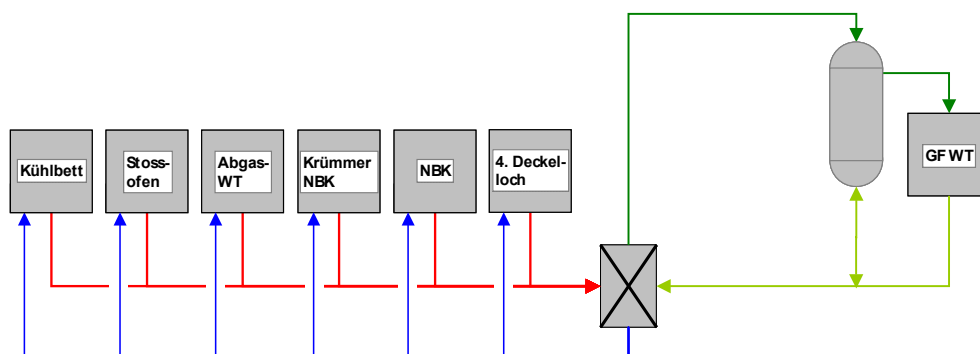 Kühlbett
Stoss-
ofen
Abgas-
WT
Krümmer
NBK
NBK
4. Deckel-
loch
GF WT